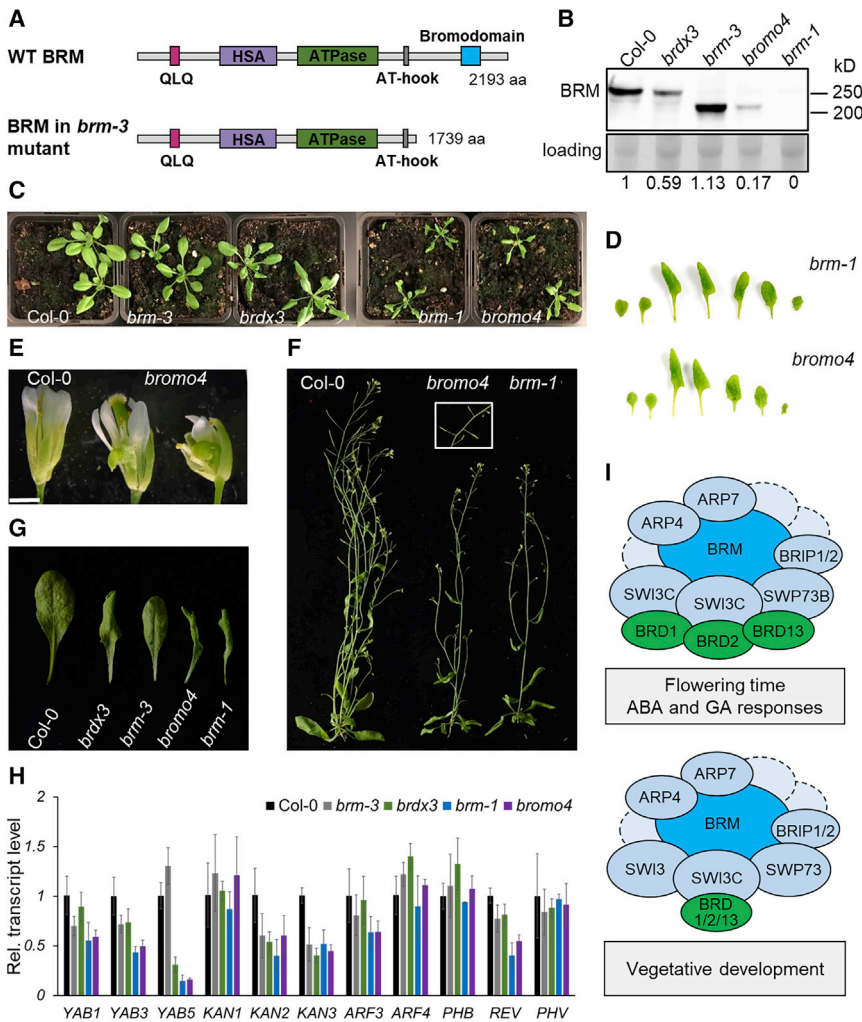 A
WT BRM
Bromodomain
HSA
ATPase
QLQ
AT-hook
2193 aa
BRM in brm-3
mutant
HSA
ATPase
1739 aa
QLQ
AT-hook
B
Col-0
brdx3
brm-3
bromo4
brm-1
kD
BRM
250
200
loading
1 0.59 1.13 0.17 0
C
Col-0
brm-3
brdx3
brm-1
bromo4
D
brm-1
bromo4
E
Col-0
bromo4
F
Col-0
bromo4
brm-1
G
Col-0
brdx3
brm-3
bromo4
brm-1
H
Rel. transcript level
2
1.5
1
0.5
0
Col-0 brm-3 brdx3 brm-1 bromo4
YAB1 YAB3 YAB5 KAN1 KAN2 KAN3 ARF3 ARF4 PHB REV PHV
I
ARP7
ARP4
BRM
BRIP1/2
SWI3C
SWI3C
SWP73B
BRD1
BRD2
BRD13
Flowering time
ABA and GA responses
ARP7
ARP4
BRM
BRIP1/2
SWI3
SWI3C
SWP73
BRD
1/2/13
Vegetative development